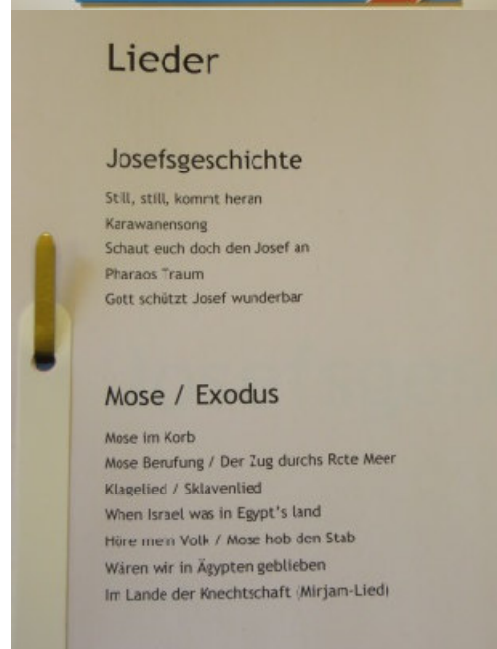 Lieder
Josefsgeschichte
Still, still, kommt heran
Karawanensong
Schaut euch doch den Josef an
Pharaos Traum
Gott schützt Josef wunderbar
Mose / Exodus
Mose im Korb
Mose Berufung / Der Zug durchs Rote Meer
Klagelied / Sklavenlied
When Israel was in Egypt's land
Höre mein Volk / Mose hob den Stab
Wären wir in Ägypten geblieben
Im Lande der Knechtschaft (Mirjam-Lied)